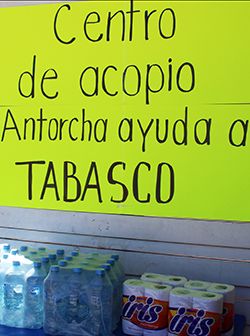 Centro
de acopio
Antorcha ayuda a
TABASCO
iris
iris